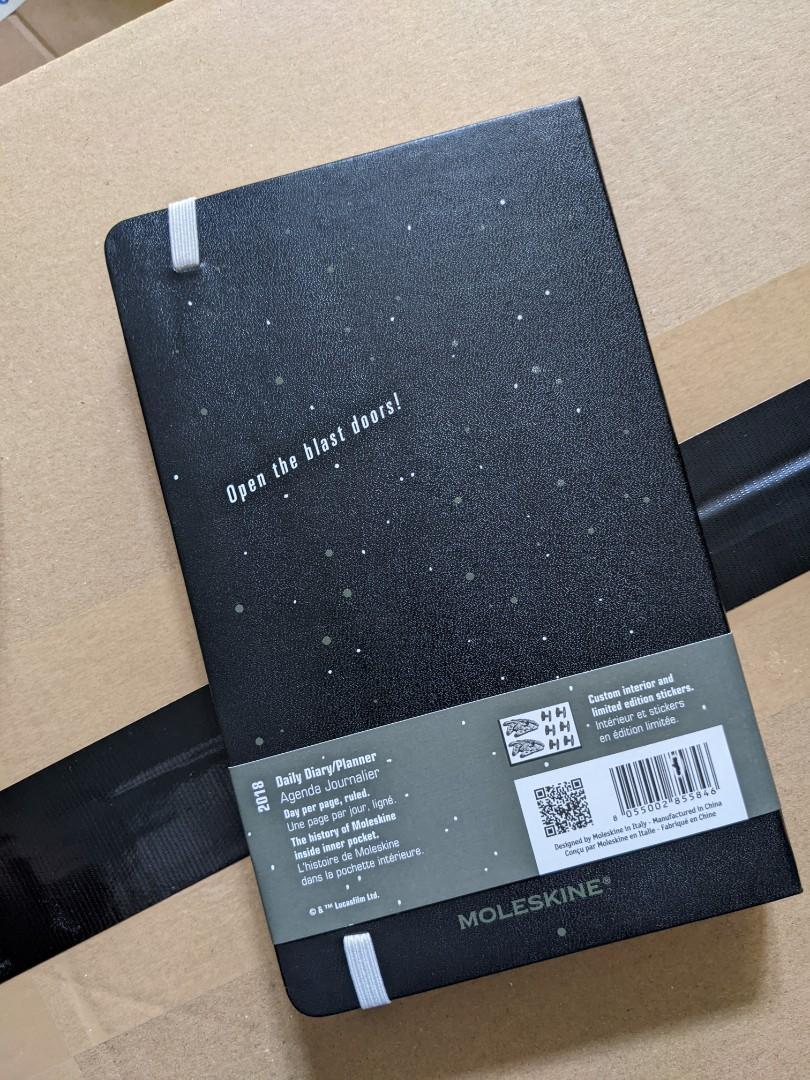 Open the blast doors!
Custom interior and
limited edition stickers.
Intérieur et stickers
en édition limitée.
2018
Daily Diary/Planner
Agenda Journalier
Day per page, ruled.
Une page par jour, ligné.
The history of Moleskine
inside inner pocket.
L'histoire de Moleskine
dans la pochette intérieure.
© & ™ Lucasfilm Ltd.
8 055002 855846
Designed by Moleskine in Italy - Manufactured in China
Conçu par Moleskine en Italie - Fabriqué en Chine
MOLESKINE®